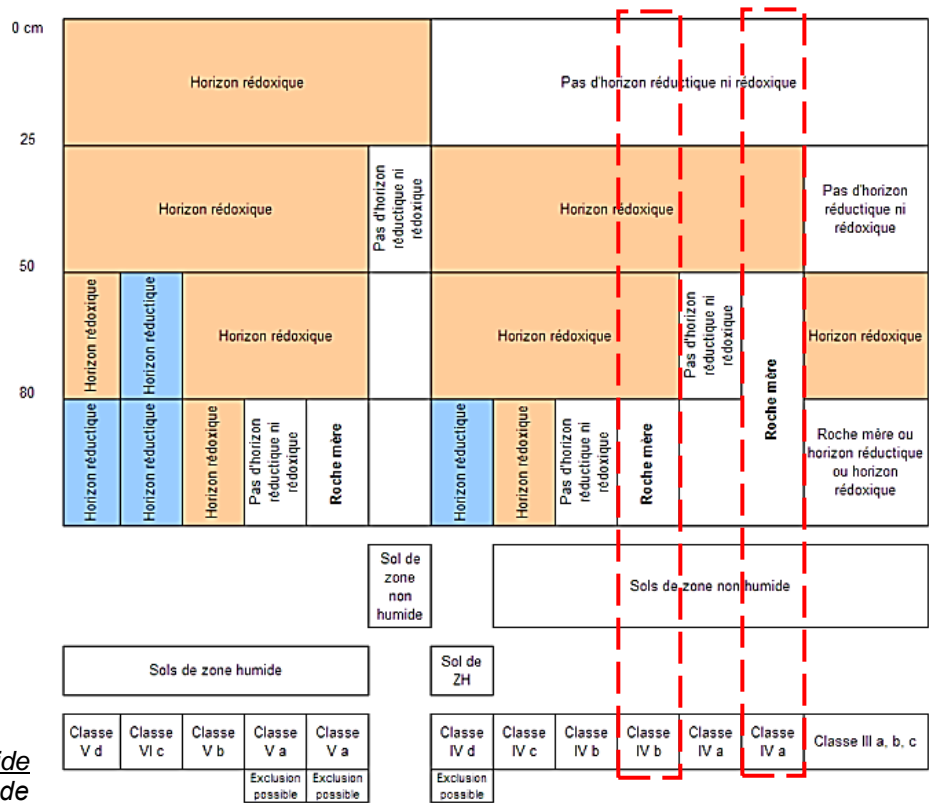 0 cm
Horizon rédoxique
Pas d'horizon réductique ni rédoxique
25
Horizon rédoxique
Pas d'horizon
réductique ni
rédoxique
Horizon rédoxique
Pas d'horizon
réductique ni
rédoxique
50
Horizon rédoxique
Horizon réductique
Horizon rédoxique
Horizon rédoxique
Pas d'horizon
réductique ni
rédoxique
Roche mère
Horizon rédoxique
80
Horizon réductique
Horizon réductique
Horizon rédoxique
Pas d'horizon
réductique ni
rédoxique
Roche mère
Horizon réductique
Horizon rédoxique
Pas d'horizon
réductique ni
rédoxique
Roche mère
Roche mère ou
horizon réductique
ou horizon
rédoxique
Sol de
zone
non
humide
Sols de zone non humide
Sols de zone humide
Sol de
ZH
Classe
V d
Classe
VI c
Classe
V b
Classe
V a
Classe
V a
Classe
IV d
Classe
IV c
Classe
IV b
Classe
IV b
Classe
IV a
Classe
IV a
Classe III a, b, c
Exclusion
possible
Exclusion
possible
Exclusion
possible
ide
de